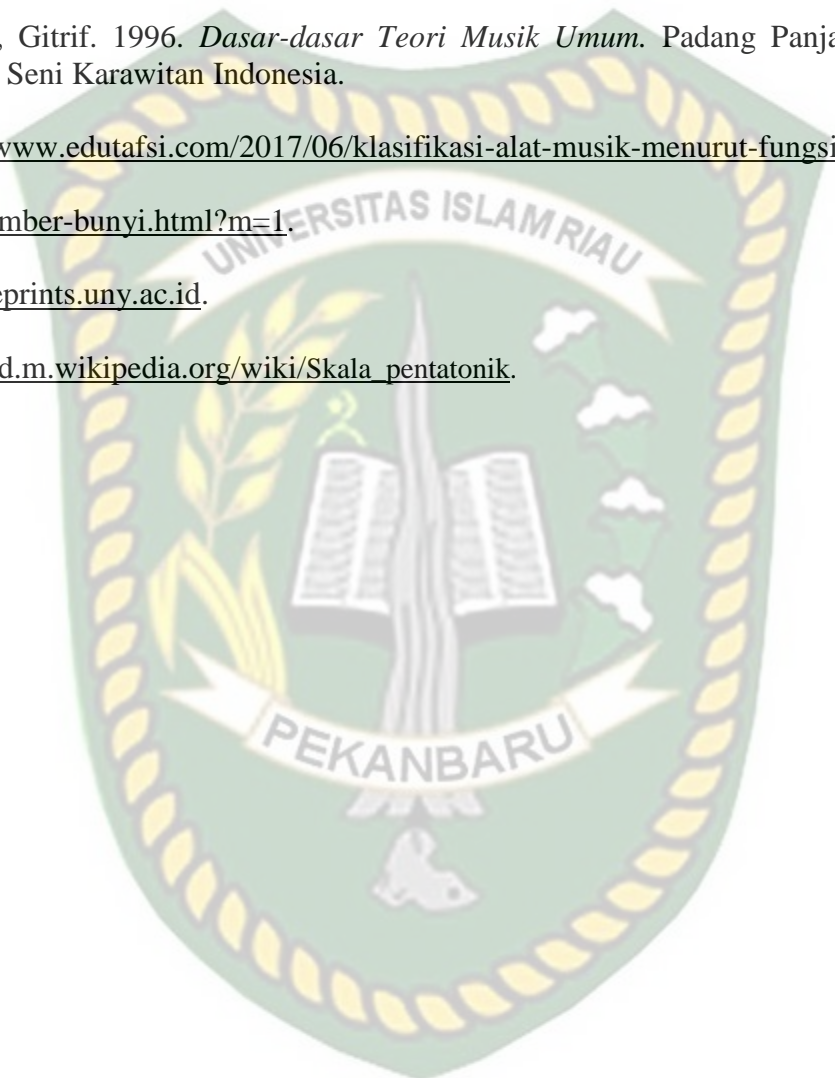 , Gitrif. 1996. Dasar-dasar Teori Musik Umum. Padang Panja
Seni Karawitan Indonesia.
www.edutafsi.com/2017/06/klasifikasi-alat-musik-menurut-fungsi
mber-bunyi.html?m=1.
eprints.uny.ac.id.
d.m.wikipedia.org/wiki/Skala_pentatonik.
UNIVERSITAS ISLAM RIAU
PEKANBARU